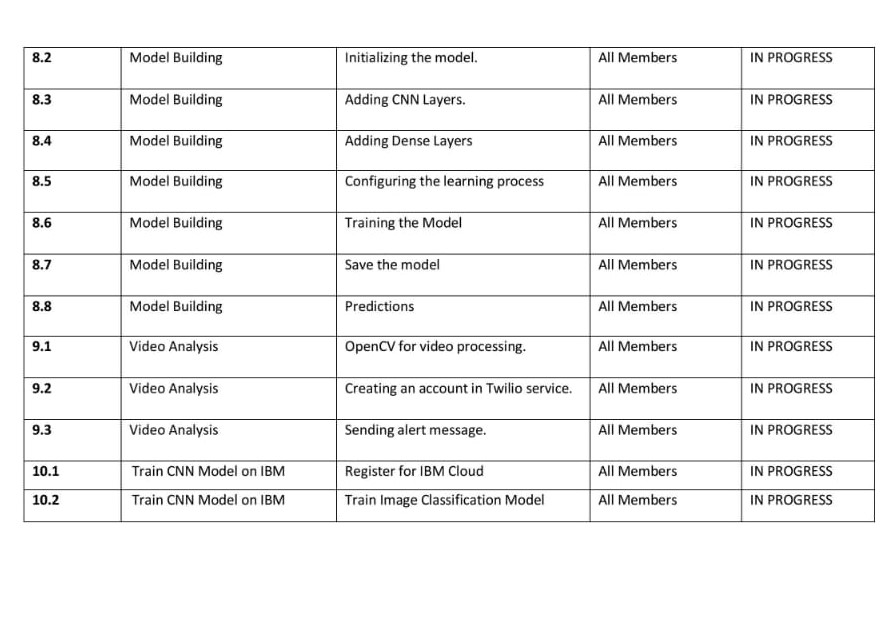 8.2 Model Building Initializing the model. All Members IN PROGRESS
8.3 Model Building Adding CNN Layers. All Members IN PROGRESS
8.4 Model Building Adding Dense Layers All Members IN PROGRESS
8.5 Model Building Configuring the learning process All Members IN PROGRESS
8.6 Model Building Training the Model All Members IN PROGRESS
8.7 Model Building Save the model All Members IN PROGRESS
8.8 Model Building Predictions All Members IN PROGRESS
9.1 Video Analysis OpenCV for video processing. All Members IN PROGRESS
9.2 Video Analysis Creating an account in Twilio service. All Members IN PROGRESS
9.3 Video Analysis Sending alert message. All Members IN PROGRESS
10.1 Train CNN Model on IBM Register for IBM Cloud All Members IN PROGRESS
10.2 Train CNN Model on IBM Train Image Classification Model All Members IN PROGRESS